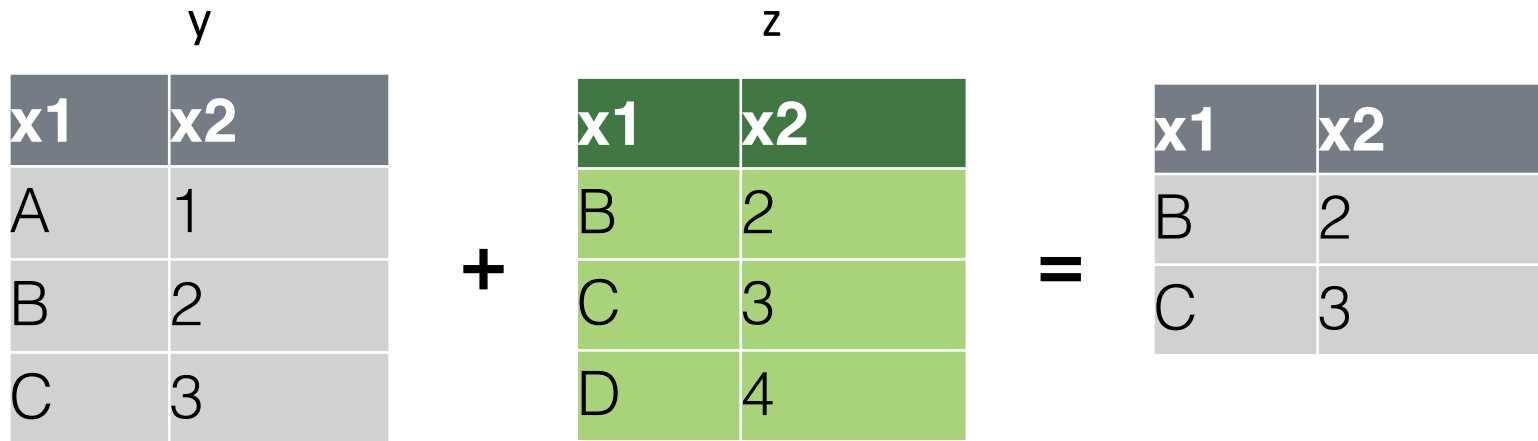 y z
x1 x2 x1 x2 x1 x2
A 1 B 2 B 2
B 2 + C 3 = C 3
C 3 D 4